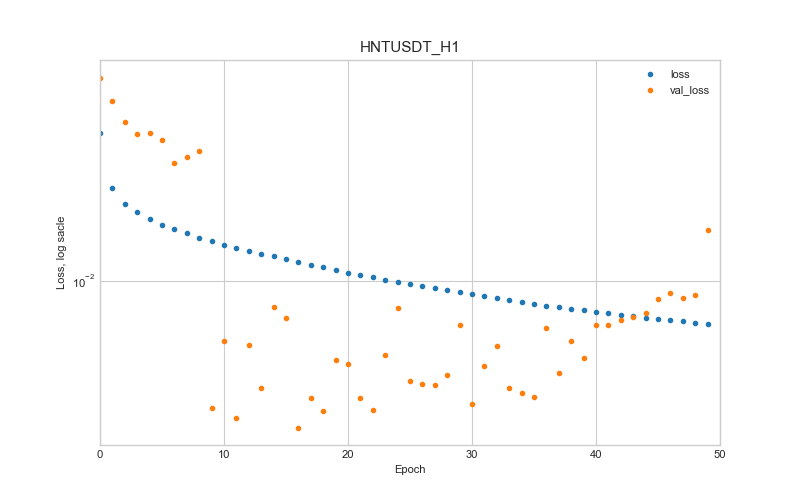 HNTUSDT_H1
loss
val_loss
Loss, log sacle
10⁻²
0 10 20 30 40 50
Epoch